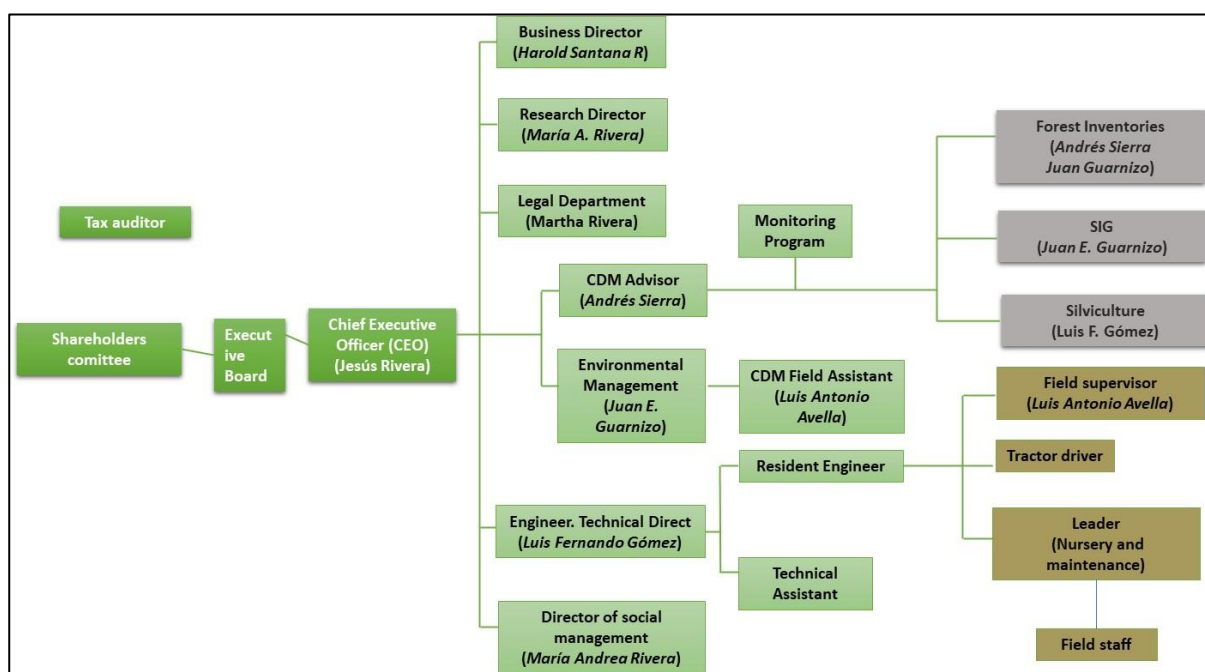 Business Director
(Harold Santana R)
Research Director
(María A. Rivera)
Legal Department
(Martha Rivera)
Tax auditor
Shareholders
comittee
Execut
ive
Board
Chief Executive
Officer (CEO)
(Jesús Rivera)
CDM Advisor
(Andrés Sierra)
Monitoring
Program
Forest Inventories
(Andrés Sierra
Juan Guarnizo)
SIG
(Juan E. Guarnizo)
Silviculture
(Luis F. Gómez)
Environmental
Management
(Juan E.
Guarnizo)
CDM Field Assistant
(Luis Antonio
Avella)
Engineer. Technical Direct
(Luis Fernando Gómez)
Resident Engineer
Technical
Assistant
Field supervisor
(Luis Antonio Avella)
Tractor driver
Leader
(Nursery and
maintenance)
Field staff
Director of social
management
(María Andrea Rivera)